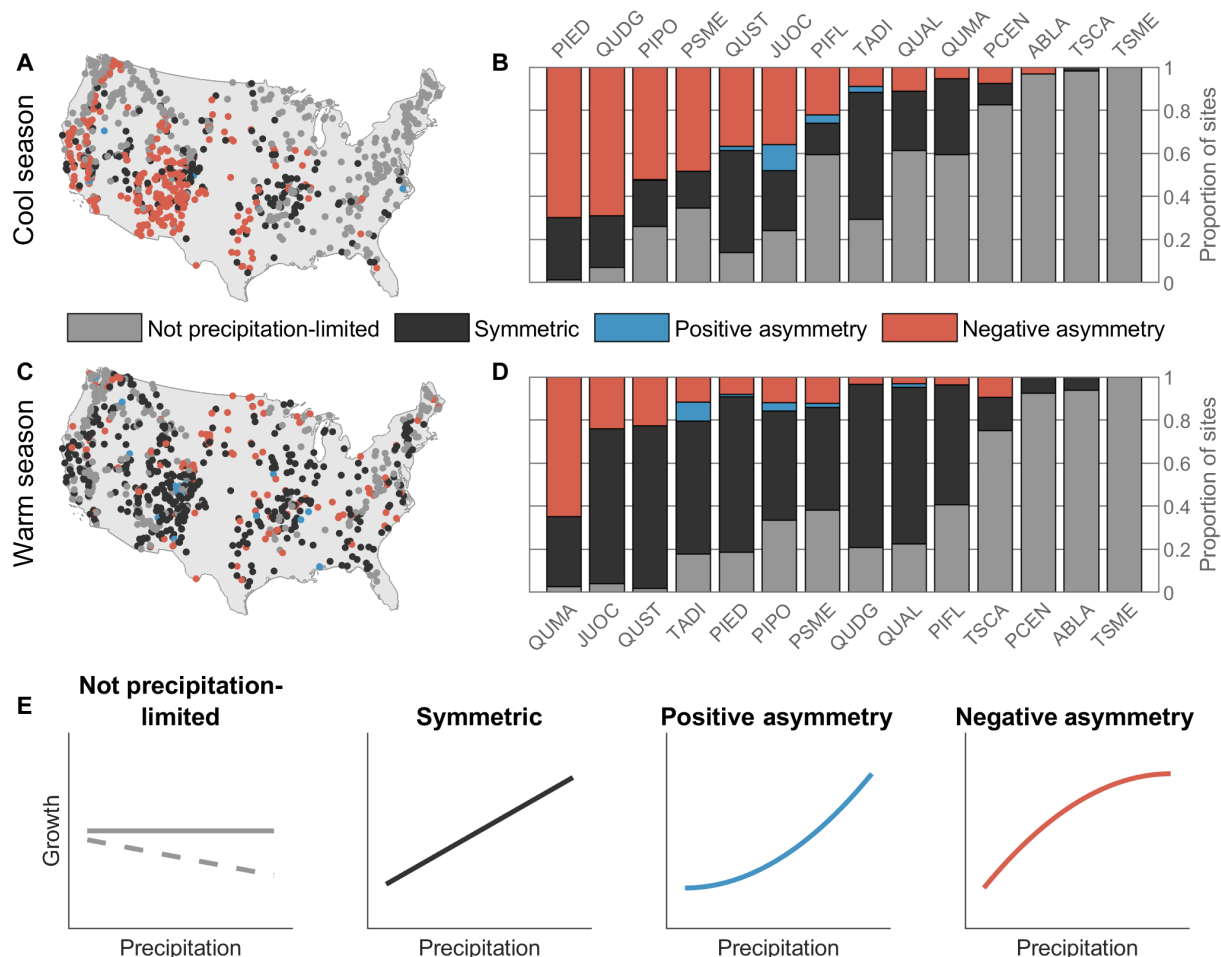 A
Cool season
B
PIED QUDG PIPO PSME QUST JUOC PIFL TADI QUAL QUMA PCEN ABLA TSCA TSME
1
0.8
0.6
0.4
0.2
0
Proportion of sites
Not precipitation-limited Symmetric Positive asymmetry Negative asymmetry
C
Warm season
D
1
0.8
0.6
0.4
0.2
0
Proportion of sites
QUMA JUOC QUST TADI PIED PIPO PSME QUDG QUAL PIFL TSCA PCEN ABLA TSME
E
Not precipitation-
limited
Symmetric
Positive asymmetry
Negative asymmetry
Growth
Precipitation
Precipitation
Precipitation
Precipitation